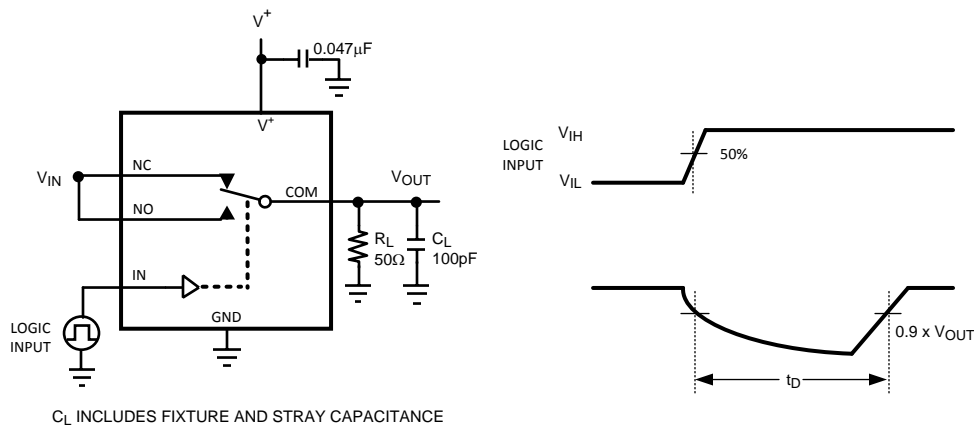 V+
0.047µF
V+
VIN
NC
NO
COM
VOUT
RL
50Ω
CL
100pF
IN
GND
LOGIC
INPUT
CL INCLUDES FIXTURE AND STRAY CAPACITANCE
LOGIC
INPUT
VIH
VIL
50%
0.9 x VOUT
tD